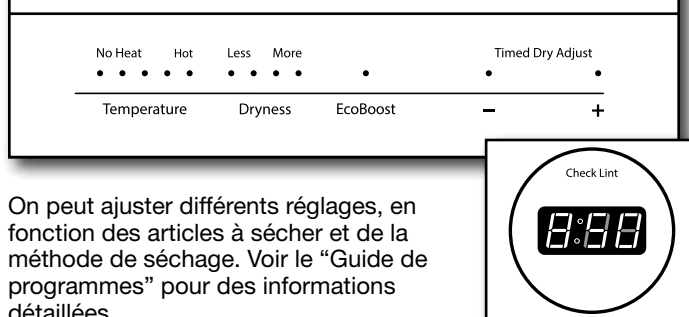 No Heat Hot Less More Timed Dry Adjust
Temperature Dryness EcoBoost − +
Check Lint
8:88
On peut ajuster différents réglages, en
fonction des articles à sécher et de la
méthode de séchage. Voir le “Guide de
programmes” pour des informations
détaillées